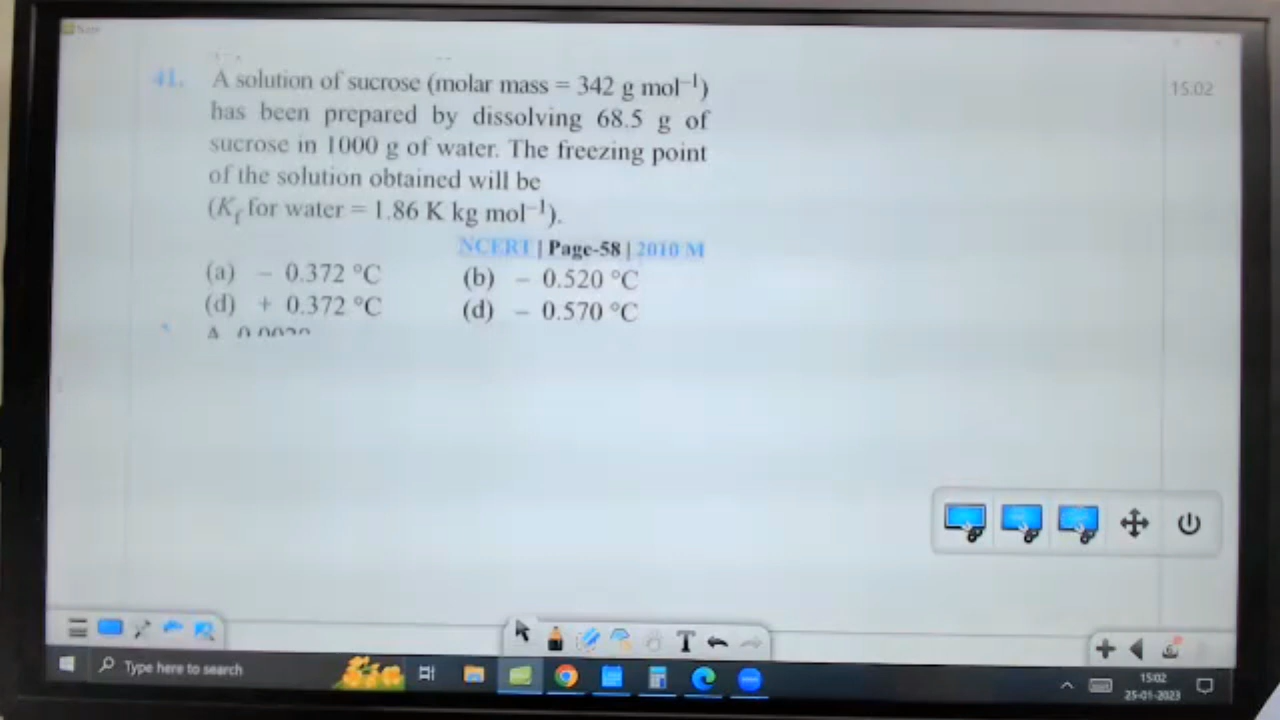 15:02
41. A solution of sucrose (molar mass = 342 g mol⁻¹)
has been prepared by dissolving 68.5 g of
sucrose in 1000 g of water. The freezing point
of the solution obtained will be
(K_f for water = 1.86 K kg mol⁻¹).
NCERT | Page-58 | 2010 M
(a) − 0.372 °C (b) − 0.520 °C
(d) + 0.372 °C (d) − 0.570 °C
T
Type here to search
15:02
25-01-2023